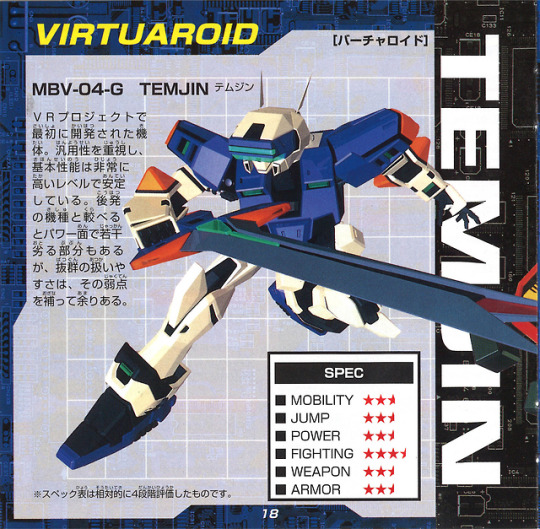 VIRTUAROID
[バーチャロイド]
MBV-04-G TEMJIN テムジン
VRプロジェクトで
最初に開発された機
体。汎用性を重視し、
基本性能は非常に
高いレベルで安定
している。後発
の機種と較べる
とパワー面で若干
劣る部分もある
が、抜群の扱いや
すさは、その弱点
を補って余りある。
TEMJIN
SPEC
■ MOBILITY ★★⯨
■ JUMP ★★⯨
■ POWER ★★⯨
■ FIGHTING ★★★⯨
■ WEAPON ★★⯨
■ ARMOR ★★⯨
※スペック表は相対的に4段階評価したものです。
18